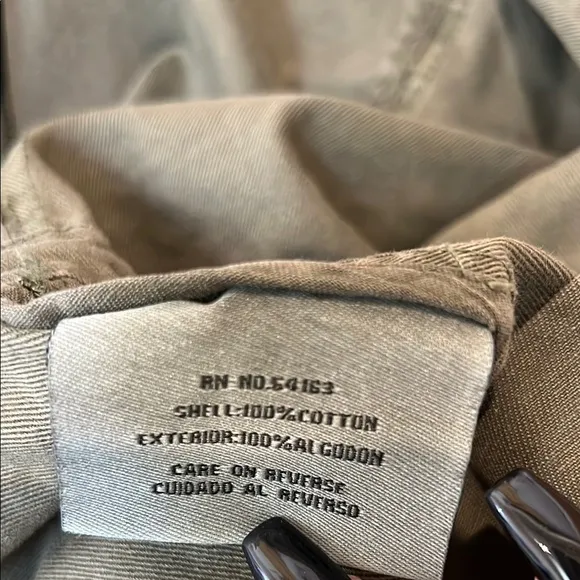 RN NO.54163
SHELL:100%COTTON
EXTERIOR:100%ALGODON
CARE ON REVERSE
CUIDADO AL REVERSO